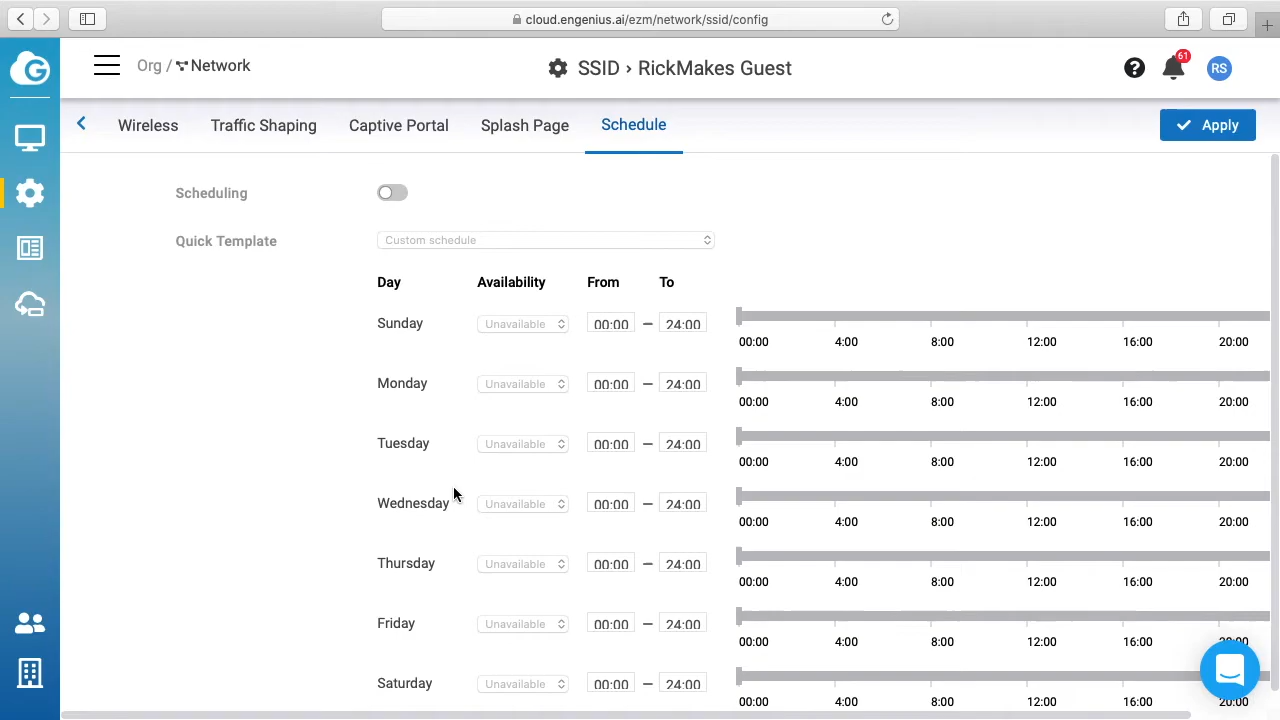 cloud.engenius.ai/ezm/network/ssid/config
Org / Network
SSID › RickMakes Guest
61
RS
Wireless Traffic Shaping Captive Portal Splash Page Schedule
Apply
Scheduling
Quick Template Custom schedule
Day Availability From To
Sunday Unavailable 00:00 — 24:00
00:00 4:00 8:00 12:00 16:00 20:00
Monday Unavailable 00:00 — 24:00
00:00 4:00 8:00 12:00 16:00 20:00
Tuesday Unavailable 00:00 — 24:00
00:00 4:00 8:00 12:00 16:00 20:00
Wednesday Unavailable 00:00 — 24:00
00:00 4:00 8:00 12:00 16:00 20:00
Thursday Unavailable 00:00 — 24:00
00:00 4:00 8:00 12:00 16:00 20:00
Friday Unavailable 00:00 — 24:00
00:00 4:00 8:00 12:00 16:00 20:00
Saturday Unavailable 00:00 — 24:00
00:00 4:00 8:00 12:00 16:00 20:00